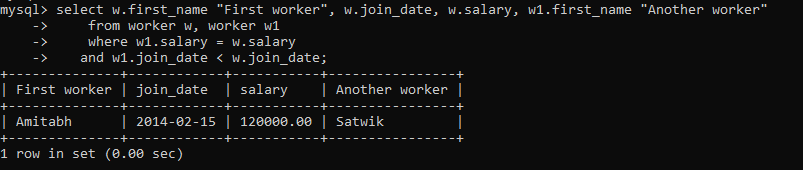 mysql> select w.first_name "First worker", w.join_date, w.salary, w1.first_name "Another worker"
    ->     from worker w, worker w1
    ->     where w1.salary = w.salary
    ->    and w1.join_date < w.join_date;
+--------------+------------+-----------+----------------+
| First worker | join_date  | salary    | Another worker |
+--------------+------------+-----------+----------------+
| Amitabh      | 2014-02-15 | 120000.00 | Satwik         |
+--------------+------------+-----------+----------------+
1 row in set (0.00 sec)